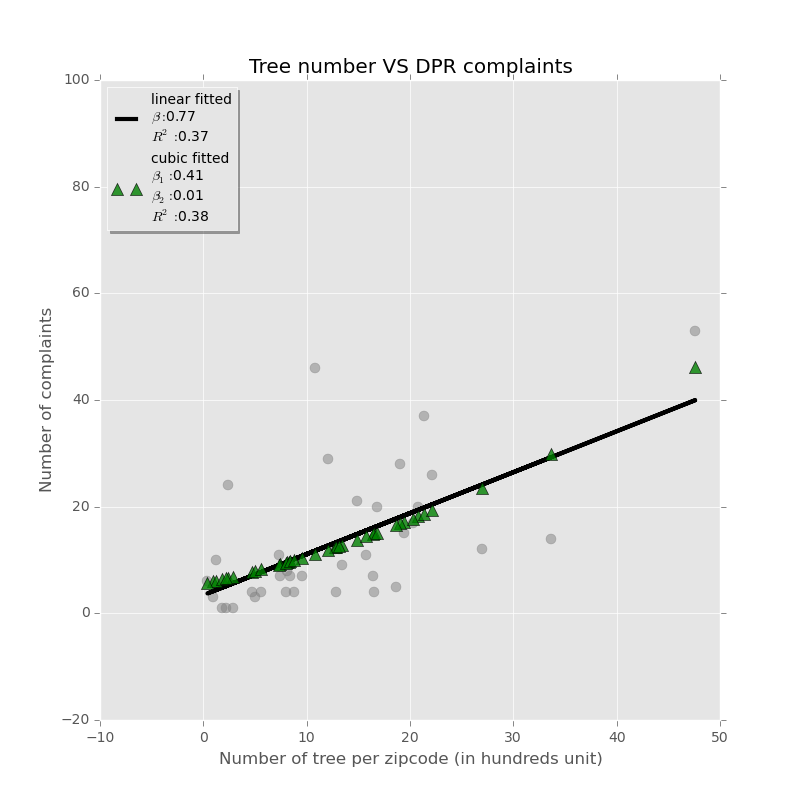 Tree number VS DPR complaints
linear fitted
β:0.77
R² :0.37
cubic fitted
β₁ :0.41
β₂ :0.01
R² :0.38
100
80
60
40
20
0
−20
Number of complaints
−10 0 10 20 30 40 50
Number of tree per zipcode (in hundreds unit)